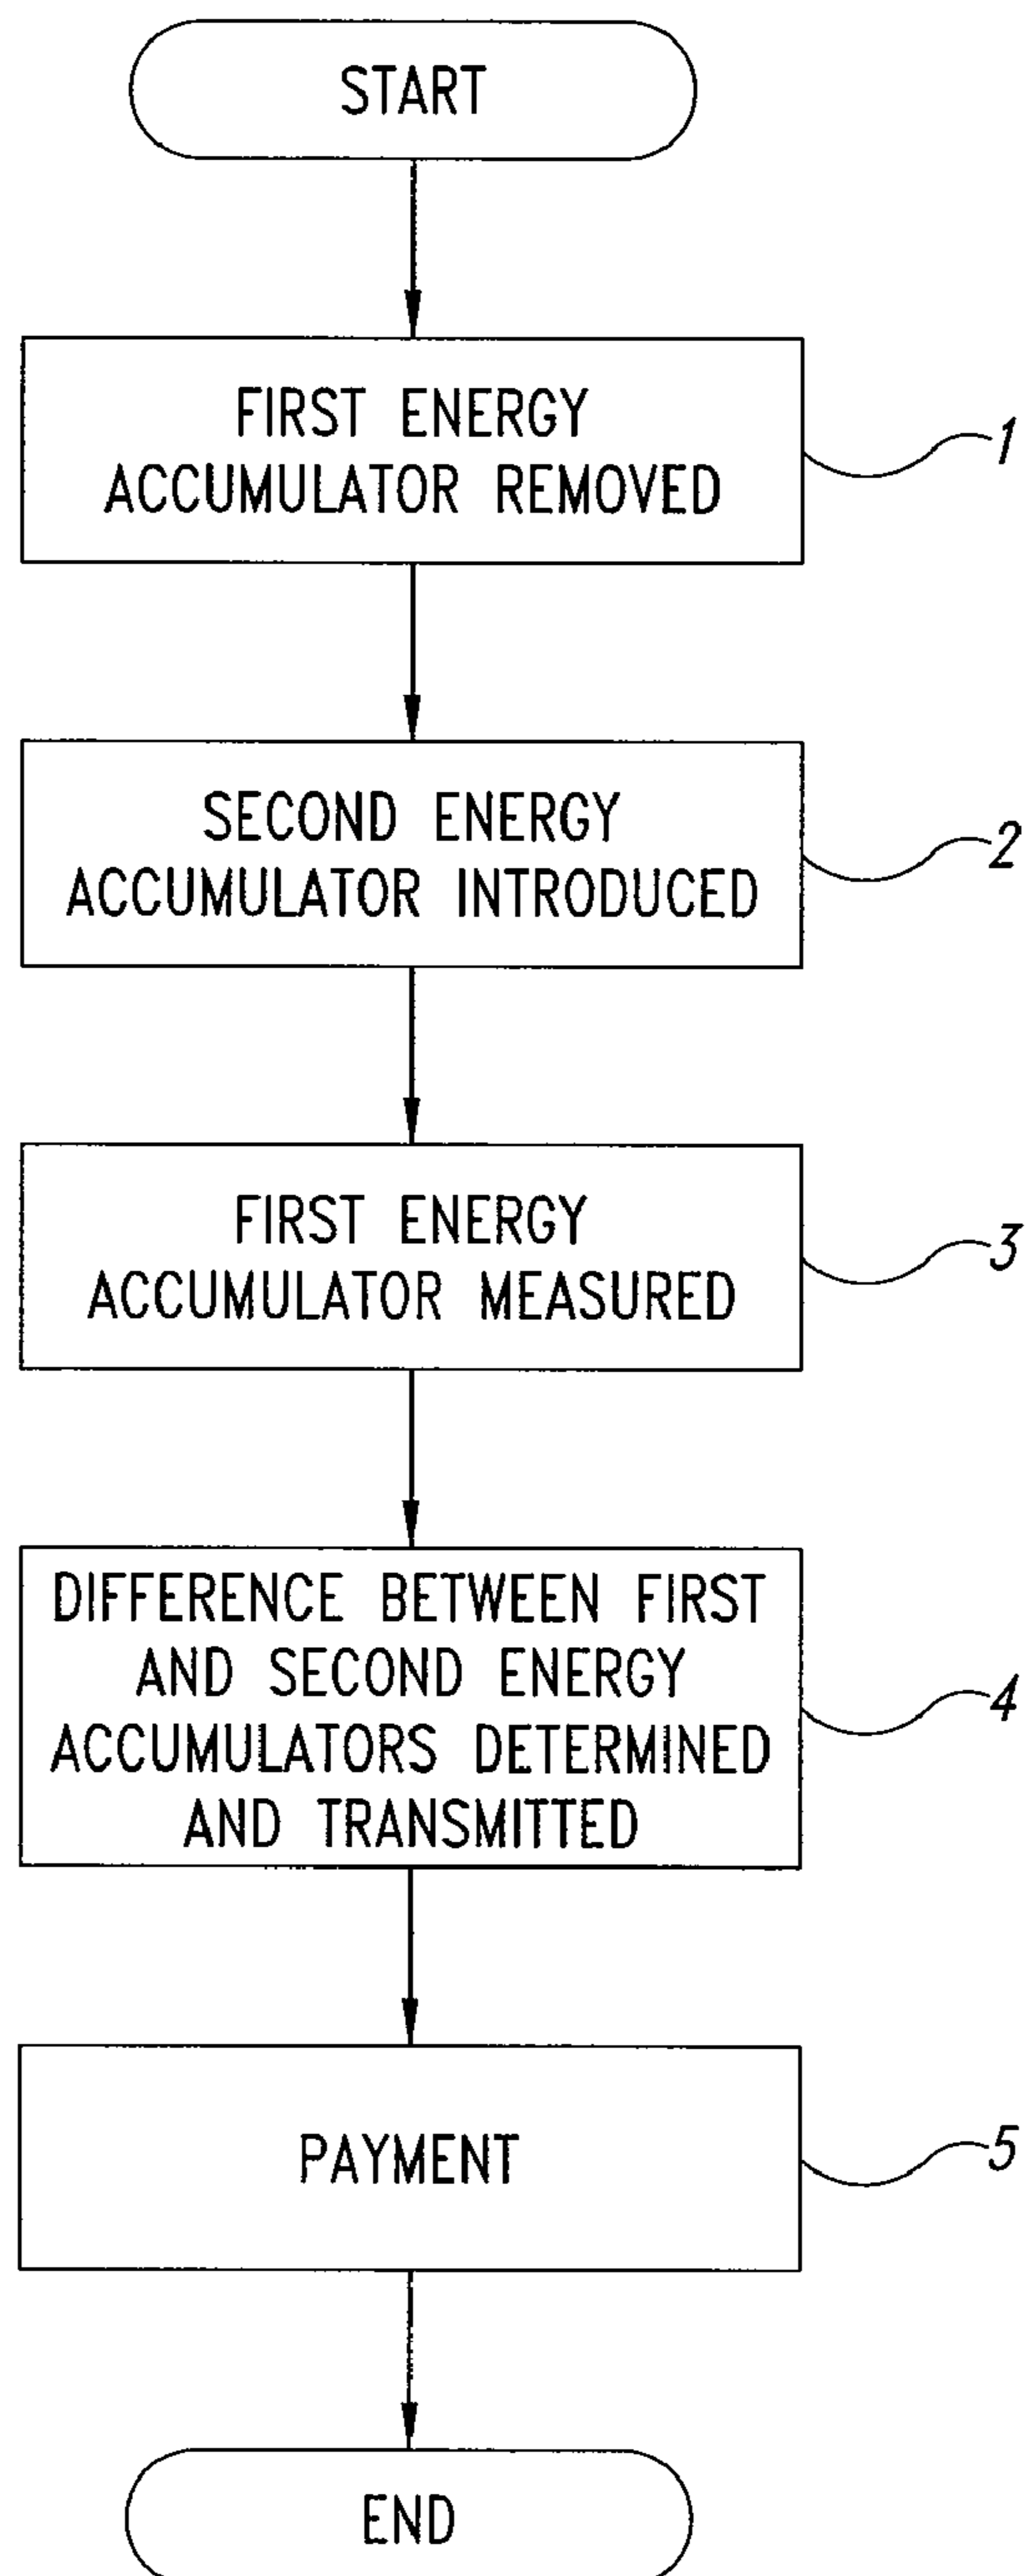 START
FIRST ENERGY
ACCUMULATOR REMOVED
1
SECOND ENERGY
ACCUMULATOR INTRODUCED
2
FIRST ENERGY
ACCUMULATOR MEASURED
3
DIFFERENCE BETWEEN FIRST
AND SECOND ENERGY
ACCUMULATORS DETERMINED
AND TRANSMITTED
4
PAYMENT
5
END